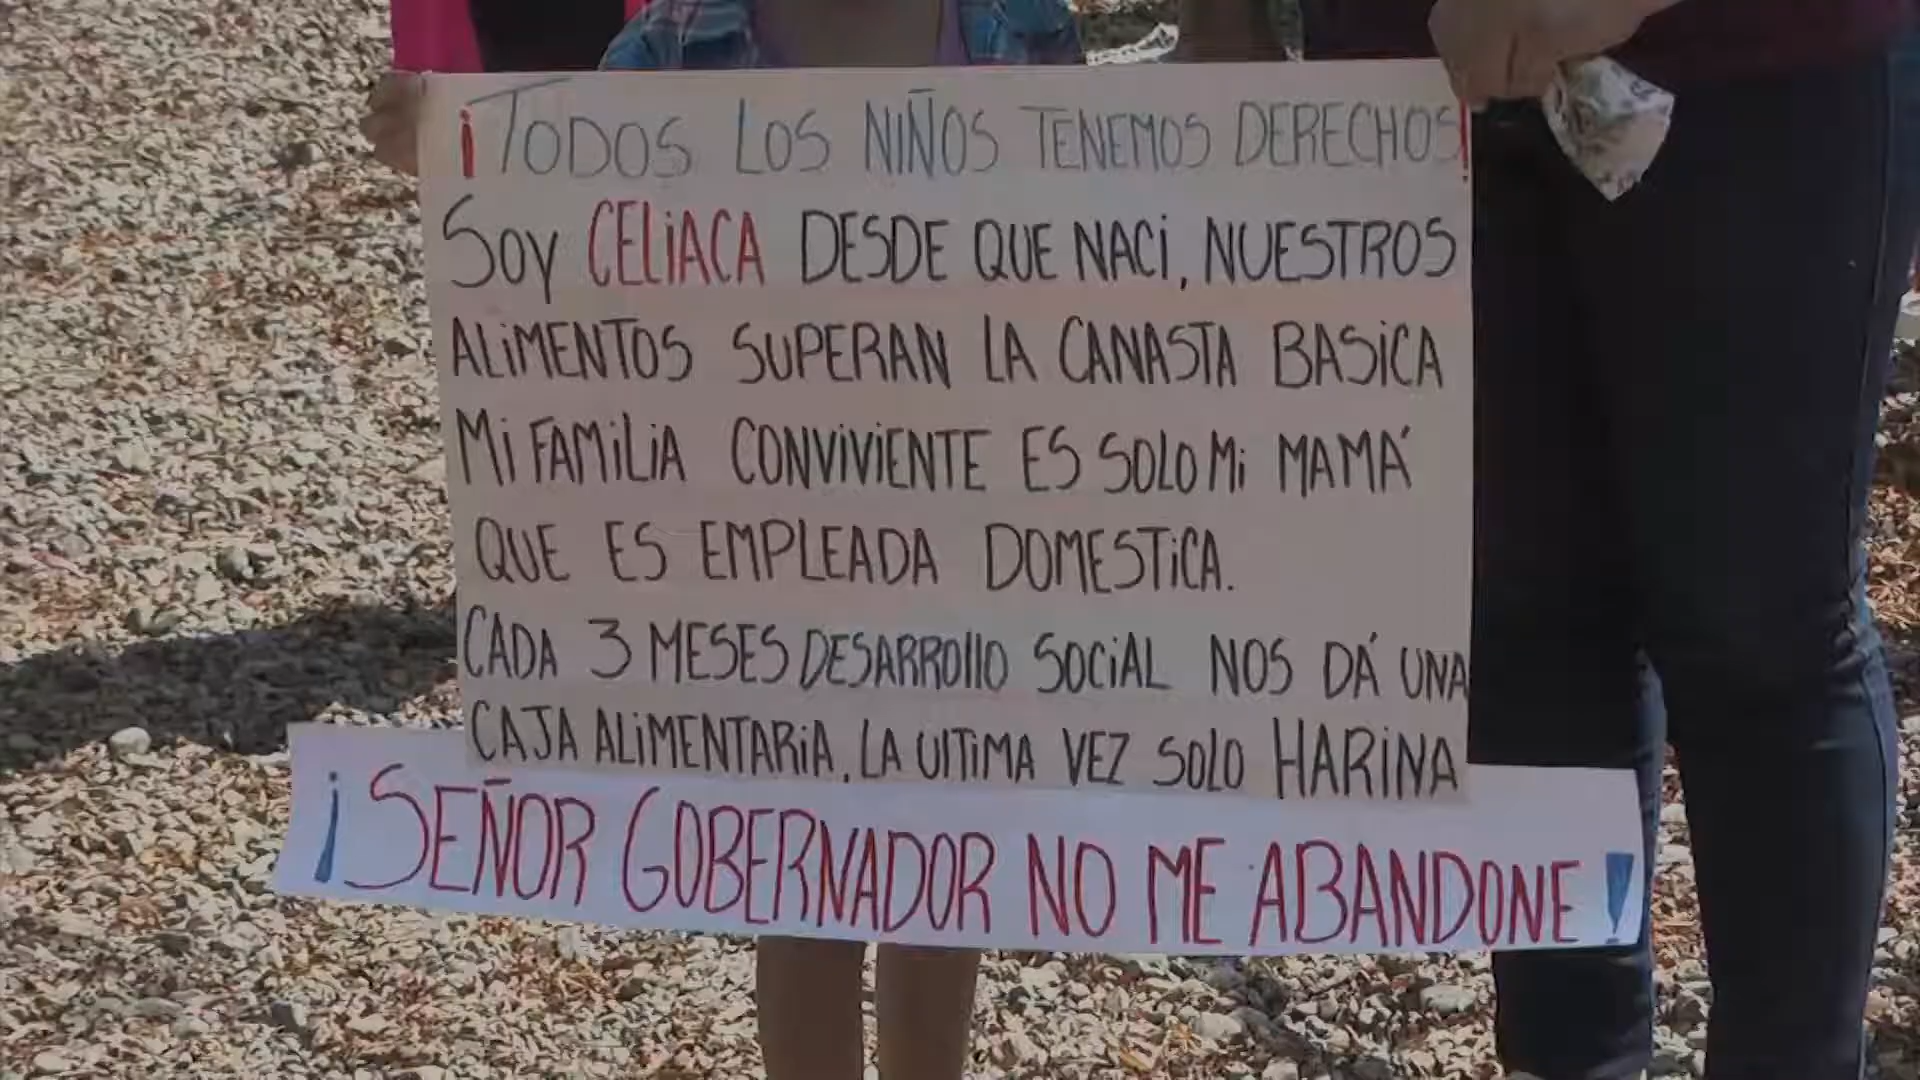 ¡TODOS LOS NIÑOS TENEMOS DERECHOS!
SOY CELIACA DESDE QUE NACI, NUESTROS
ALIMENTOS SUPERAN LA CANASTA BASICA
MI FAMILIA CONVIVIENTE ES SOLO MI MAMÁ
QUE ES EMPLEADA DOMESTICA.
CADA 3 MESES DESARROllO SOCIAL NOS DÁ UNA
CAJA ALIMENTARIA, LA UlTIMA VEZ SOLO HARINA
¡SEÑOR GOBERNADOR NO ME ABANDONE!